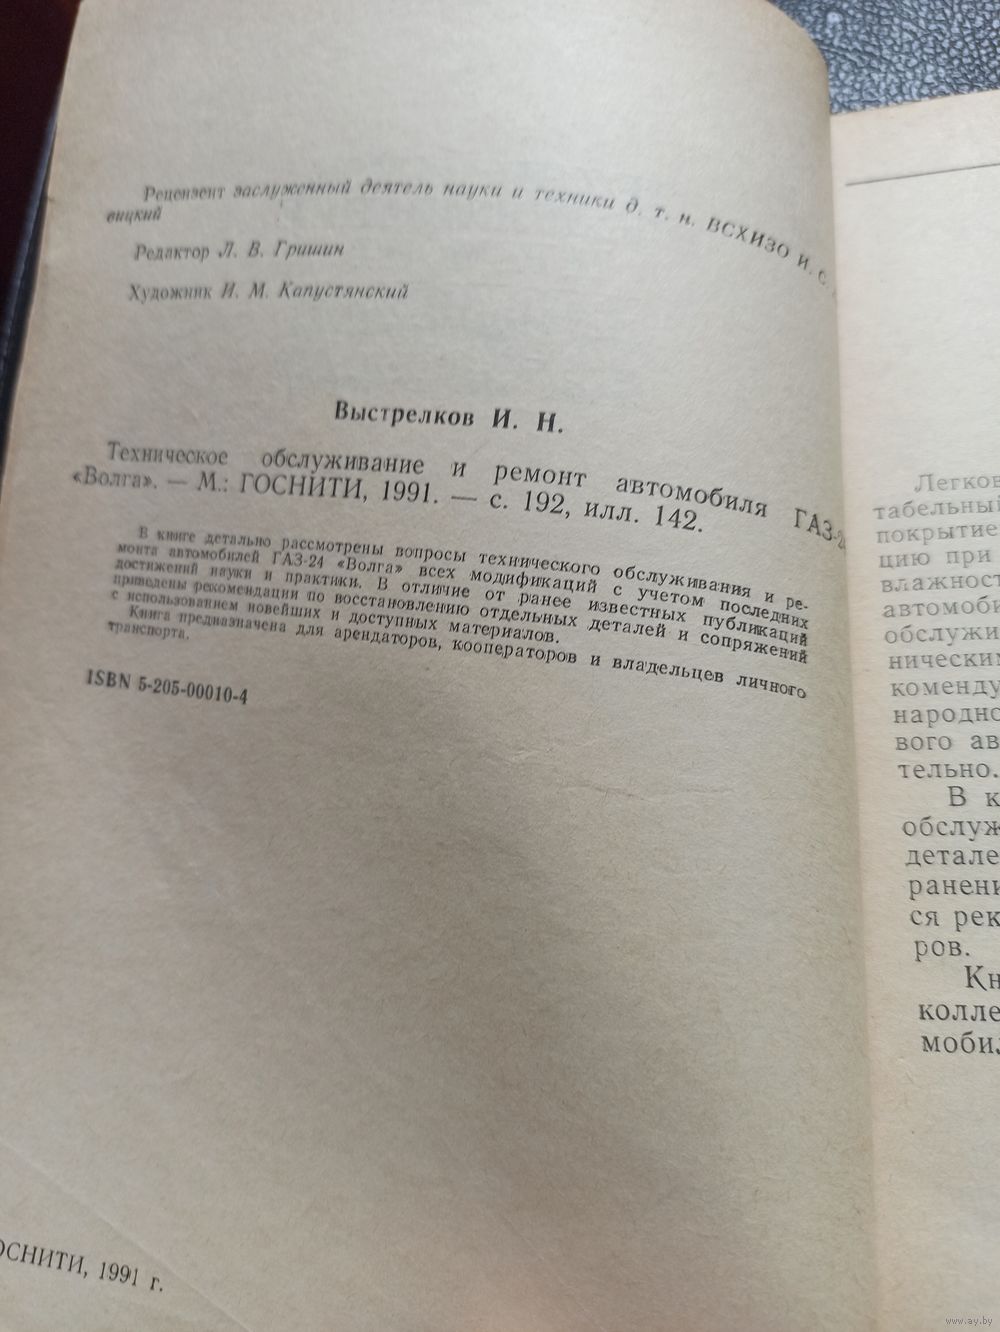 Рецензент заслуженный деятель науки и техники д. т. н. ВСХИЗО И. С.
вицкий
Редактор Л. В. Гришин
Художник И. М. Капустянский
Выстрелков И. Н.
Техническое обслуживание и ремонт автомобиля ГАЗ-24
«Волга». — М.: ГОСНИТИ, 1991. — с. 192, илл. 142.
В книге детально рассмотрены вопросы технического обслуживания и ре-
монта автомобилей ГАЗ-24 «Волга» всех модификаций с учетом последних
достижений науки и практики. В отличие от ранее известных публикаций
приведены рекомендации по восстановлению отдельных деталей и сопряжений
с использованием новейших и доступных материалов.
Книга предназначена для арендаторов, кооператоров и владельцев личного
транспорта.
ISBN 5-205-00010-4
ОСНИТИ, 1991 г.
Легков
табельный
покрытие
цию при
влажност
автомоби
обслужи
ническим
коменду
народно
вого ав
тельно.
В к
обслуж
детале
ранени
ся рек
ров.
Кн
колле
мобил
www.ay.by